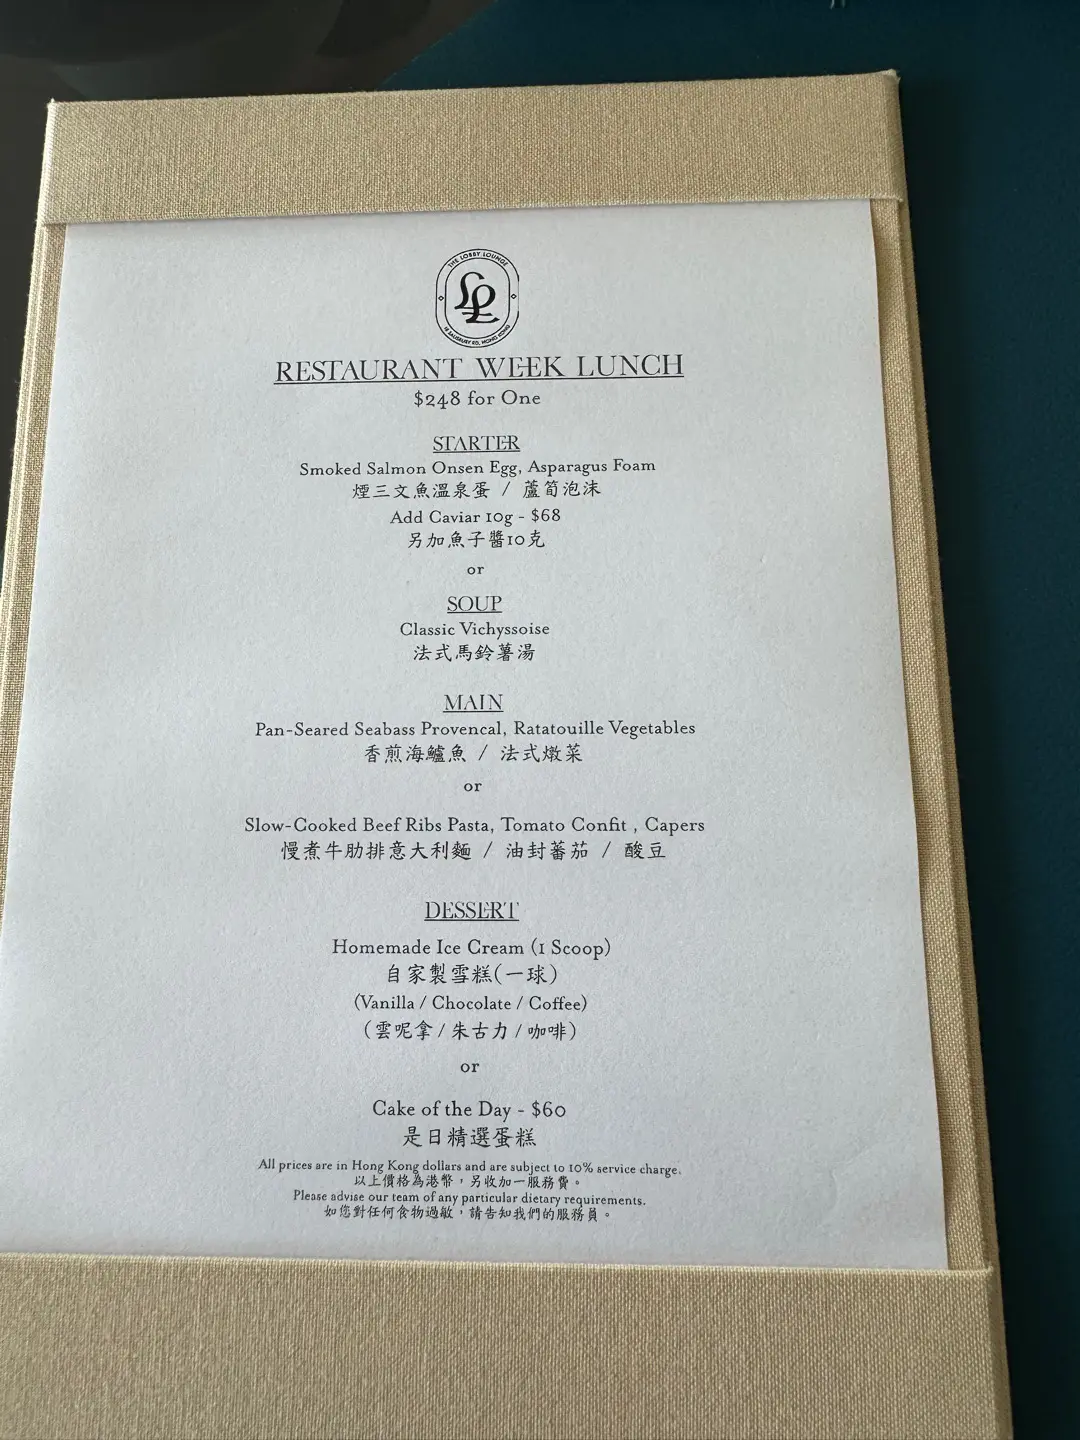 THE LOBBY LOUNGE
LL
18 SALISBURY RD, HONG KONG
RESTAURANT WEEK LUNCH
$248 for One
STARTER
Smoked Salmon Onsen Egg, Asparagus Foam
煙三文魚溫泉蛋 / 蘆筍泡沫
Add Caviar 10g - $68
另加魚子醬10克
or
SOUP
Classic Vichyssoise
法式馬鈴薯湯
MAIN
Pan-Seared Seabass Provencal, Ratatouille Vegetables
香煎海鱸魚 / 法式燉菜
or
Slow-Cooked Beef Ribs Pasta, Tomato Confit , Capers
慢煮牛肋排意大利麵 / 油封蕃茄 / 酸豆
DESSERT
Homemade Ice Cream (1 Scoop)
自家製雪糕(一球)
(Vanilla / Chocolate / Coffee)
(雲呢拿 / 朱古力 / 咖啡)
or
Cake of the Day - $60
是日精選蛋糕
All prices are in Hong Kong dollars and are subject to 10% service charge.
以上價格為港幣，另收加一服務費。
Please advise our team of any particular dietary requirements.
如您對任何食物過敏，請告知我們的服務員。